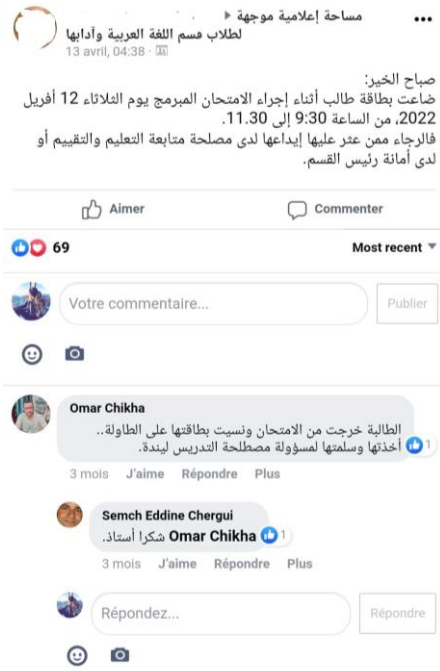 مساحة إعلامية موجهة
لطلاب قسم اللغة العربية وآدابها
13 avril, 04:38
صباح الخير:
ضاعت بطاقة طالب أثناء إجراء الامتحان المبرمج يوم الثلاثاء 12 أفريل
2022، من الساعة 9:30 إلى 11.30.
فالرجاء ممن عثر عليها إيداعها لدى مصلحة متابعة التعليم والتقييم أو
لدى أمانة رئيس القسم.
Aimer Commenter
69 Most recent
Votre commentaire... Publier
Omar Chikha
الطالبة خرجت من الامتحان ونسيت بطاقتها على الطاولة..
أخذتها وسلمتها لمسؤولة مصطلحة التدريس ليندة.
1
3 mois J'aime Répondre Plus
Semch Eddine Chergui
Omar Chikha شكرا أستاذ.
1
3 mois J'aime Répondre Plus
Répondez... Répondre